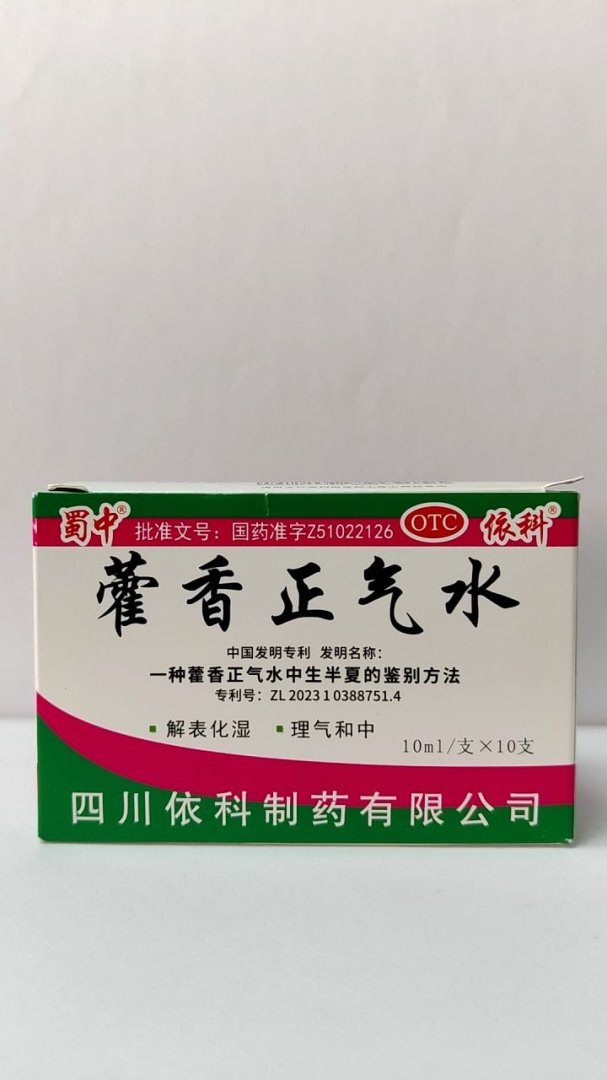 蜀中® 批准文号：国药准字Z51022126 OTC 依科®
藿香正气水
中国发明专利 发明名称：
一种藿香正气水中生半夏的鉴别方法
专利号：ZL 2023 1 0388751.4
▪ 解表化湿 ▪ 理气和中
10ml/支×10支
四川依科制药有限公司